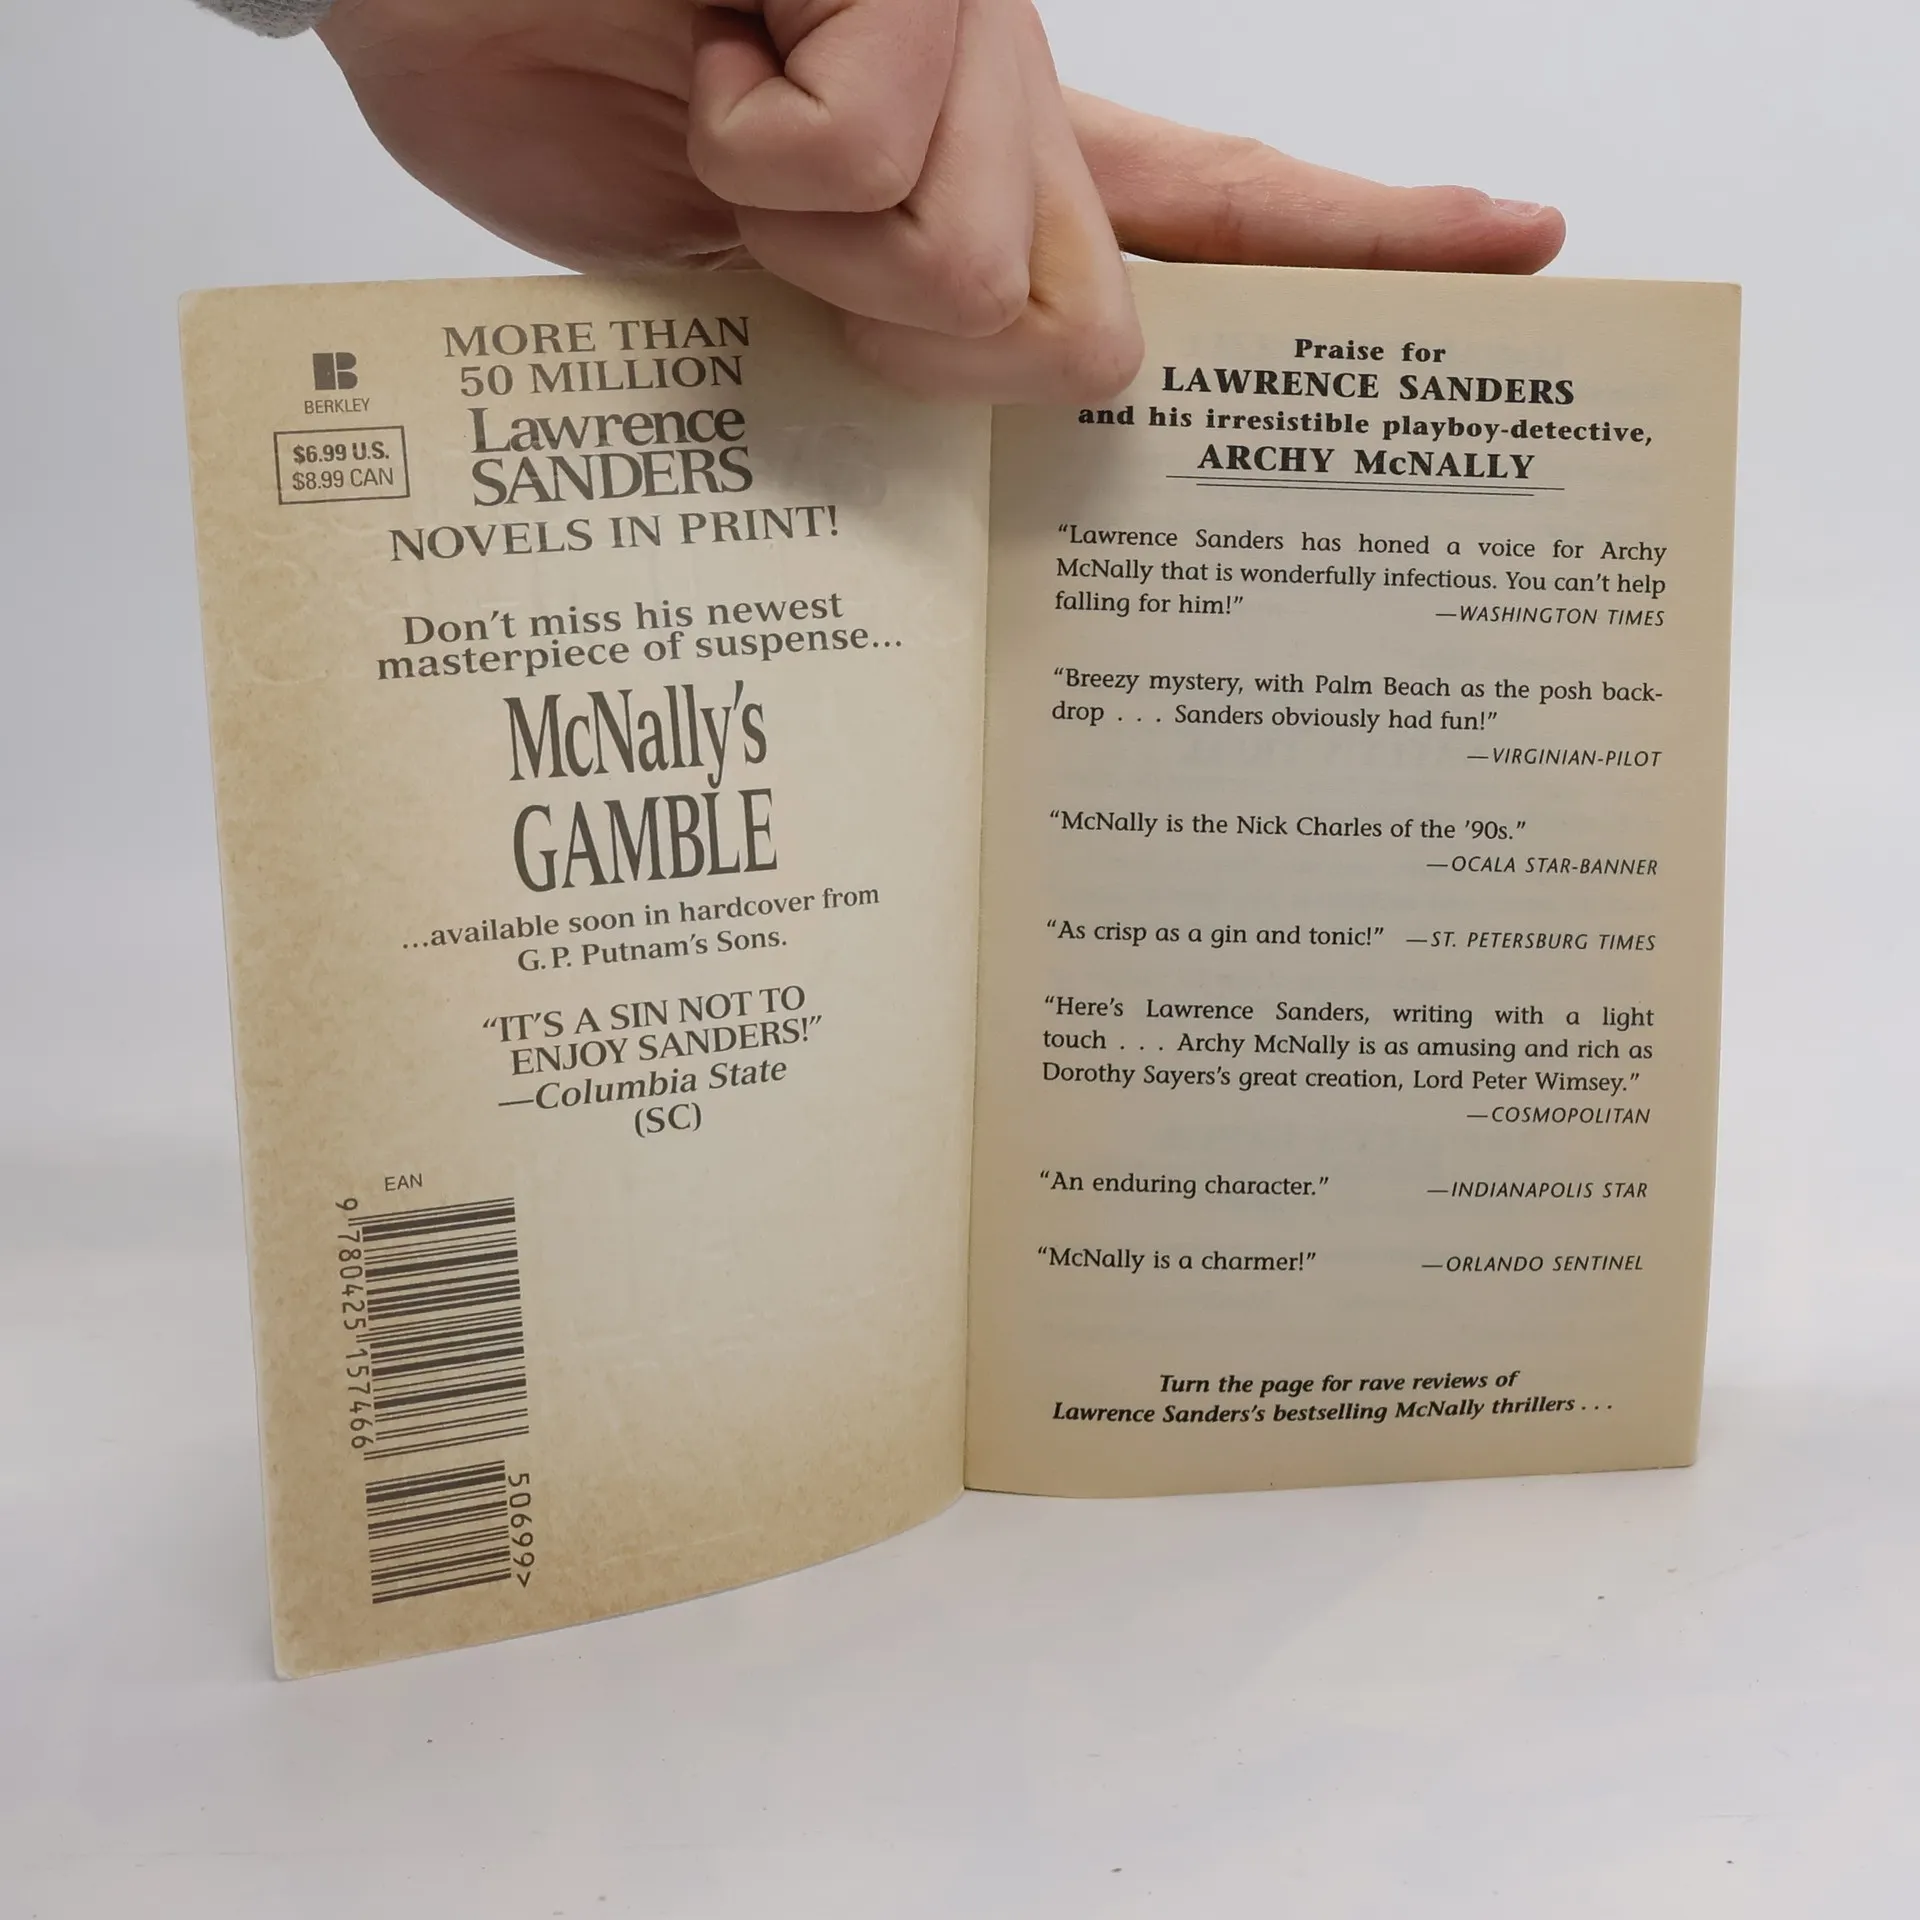 BERKLEY
$6.99 U.S.
$8.99 CAN
MORE THAN
50 MILLION
Lawrence
SANDERS
NOVELS IN PRINT!
Don't miss his newest
masterpiece of suspense...
McNally's
GAMBLE
...available soon in hardcover from
G.P. Putnam's Sons.
“IT'S A SIN NOT TO
ENJOY SANDERS!”
—Columbia State
(SC)
EAN
9 780425 157466
50699>
Praise for
LAWRENCE SANDERS
and his irresistible playboy-detective,
ARCHY McNALLY
“Lawrence Sanders has honed a voice for Archy
McNally that is wonderfully infectious. You can't help
falling for him!” —WASHINGTON TIMES
“Breezy mystery, with Palm Beach as the posh back-
drop . . . Sanders obviously had fun!”
—VIRGINIAN-PILOT
“McNally is the Nick Charles of the '90s.”
—OCALA STAR-BANNER
“As crisp as a gin and tonic!” —ST. PETERSBURG TIMES
“Here's Lawrence Sanders, writing with a light
touch . . . Archy McNally is as amusing and rich as
Dorothy Sayers's great creation, Lord Peter Wimsey.”
—COSMOPOLITAN
“An enduring character.” —INDIANAPOLIS STAR
“McNally is a charmer!” —ORLANDO SENTINEL
Turn the page for rave reviews of
Lawrence Sanders's bestselling McNally thrillers . . .